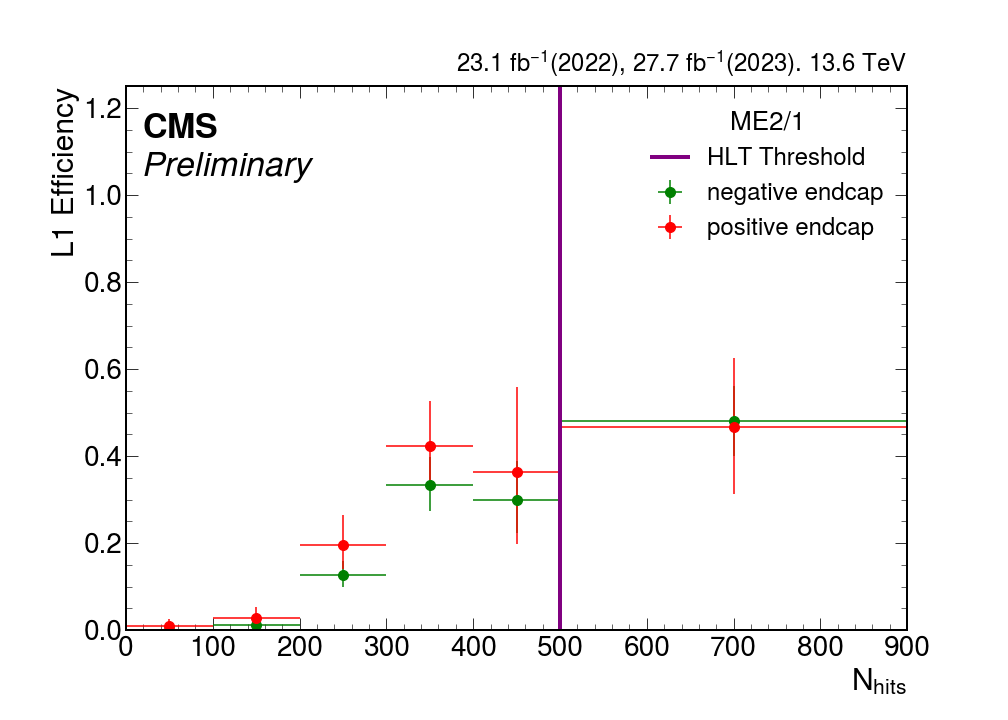 23.1 fb⁻¹(2022), 27.7 fb⁻¹(2023). 13.6 TeV
CMS
Preliminary
ME2/1
HLT Threshold
negative endcap
positive endcap
L1 Efficiency
1.2
1.0
0.8
0.6
0.4
0.2
0.0
0 100 200 300 400 500 600 700 800 900
N_hits